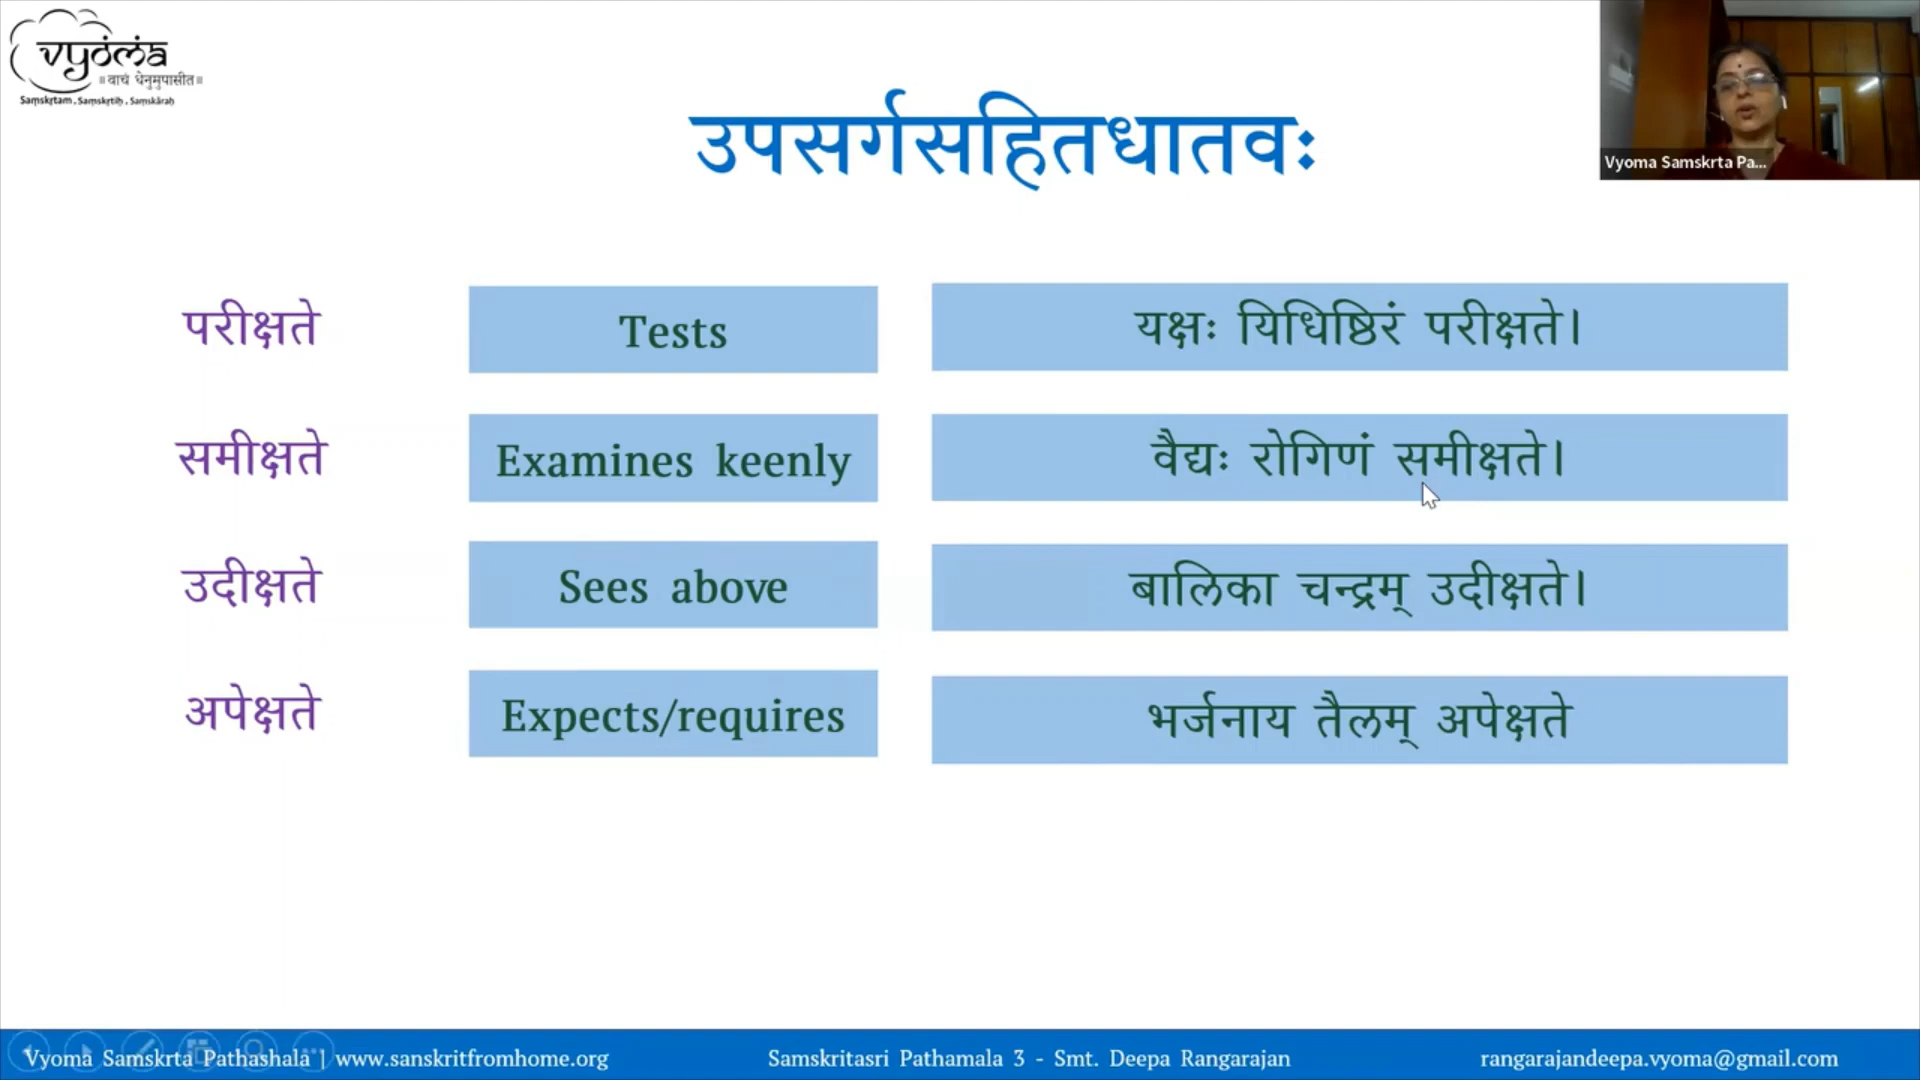 vyoma
॥ वाचं धेनुमुपासीत॥
Saṃskṛtam . Saṃskṛtiḥ . Saṃskāraḥ
उपसर्गसहितधातवः
Vyoma Samskrta Pa...
परीक्षते Tests यक्षः यिधिष्ठिरं परीक्षते।
समीक्षते Examines keenly वैद्यः रोगिणं समीक्षते।
उदीक्षते Sees above बालिका चन्द्रम् उदीक्षते।
अपेक्षते Expects/requires भर्जनाय तैलम् अपेक्षते
Vyoma Samskrta Pathashala | www.sanskritfromhome.org Samskritasri Pathamala 3 - Smt. Deepa Rangarajan rangarajandeepa.vyoma@gmail.com